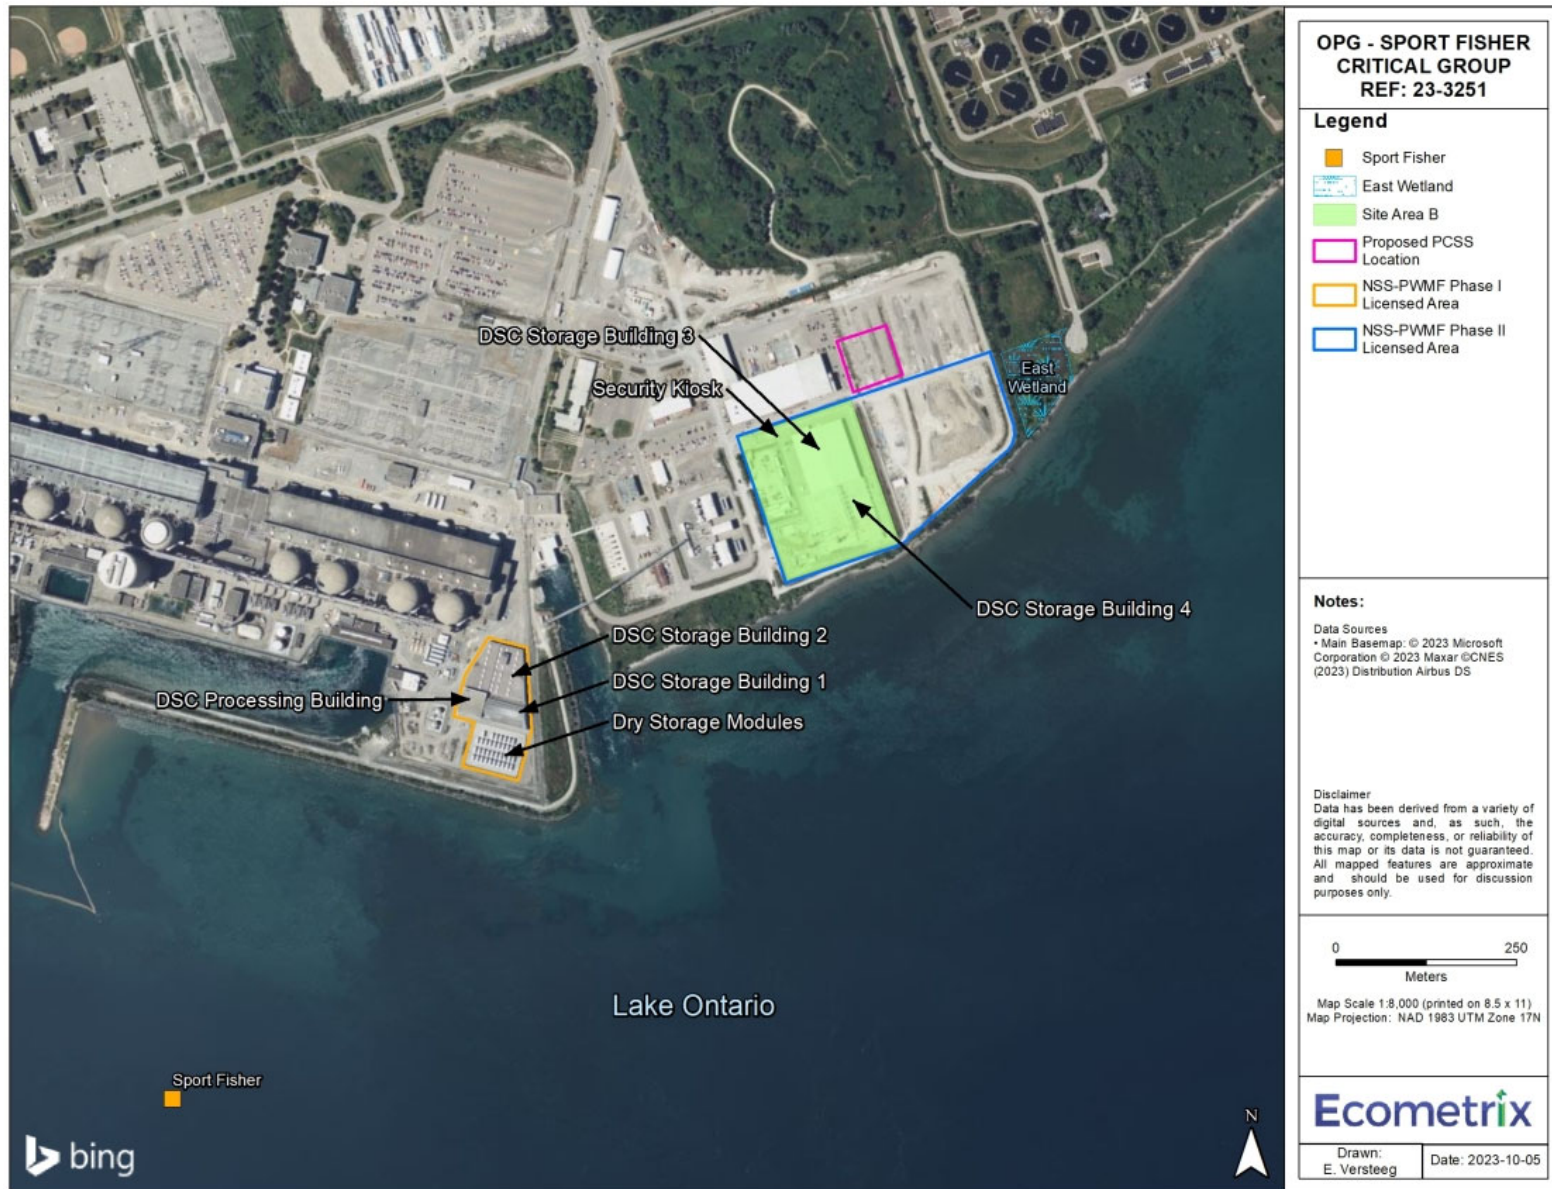 OPG - SPORT FISHER
CRITICAL GROUP
REF: 23-3251
Legend
Sport Fisher
East Wetland
Site Area B
Proposed PCSS
Location
NSS-PWMF Phase I
Licensed Area
NSS-PWMF Phase II
Licensed Area
DSC Storage Building 3
Security Kiosk
East
Wetland
DSC Storage Building 4
DSC Storage Building 2
DSC Storage Building 1
DSC Processing Building
Dry Storage Modules
Lake Ontario
Sport Fisher
bing
N
Notes:
Data Sources
• Main Basemap: © 2023 Microsoft
Corporation © 2023 Maxar ©CNES
(2023) Distribution Airbus DS
Disclaimer
Data has been derived from a variety of
digital sources and, as such, the
accuracy, completeness, or reliability of
this map or its data is not guaranteed.
All mapped features are approximate
and should be used for discussion
purposes only.
0 250
Meters
Map Scale 1:8,000 (printed on 8.5 x 11)
Map Projection: NAD 1983 UTM Zone 17N
Ecometrix
Drawn:
E. Versteeg
Date: 2023-10-05